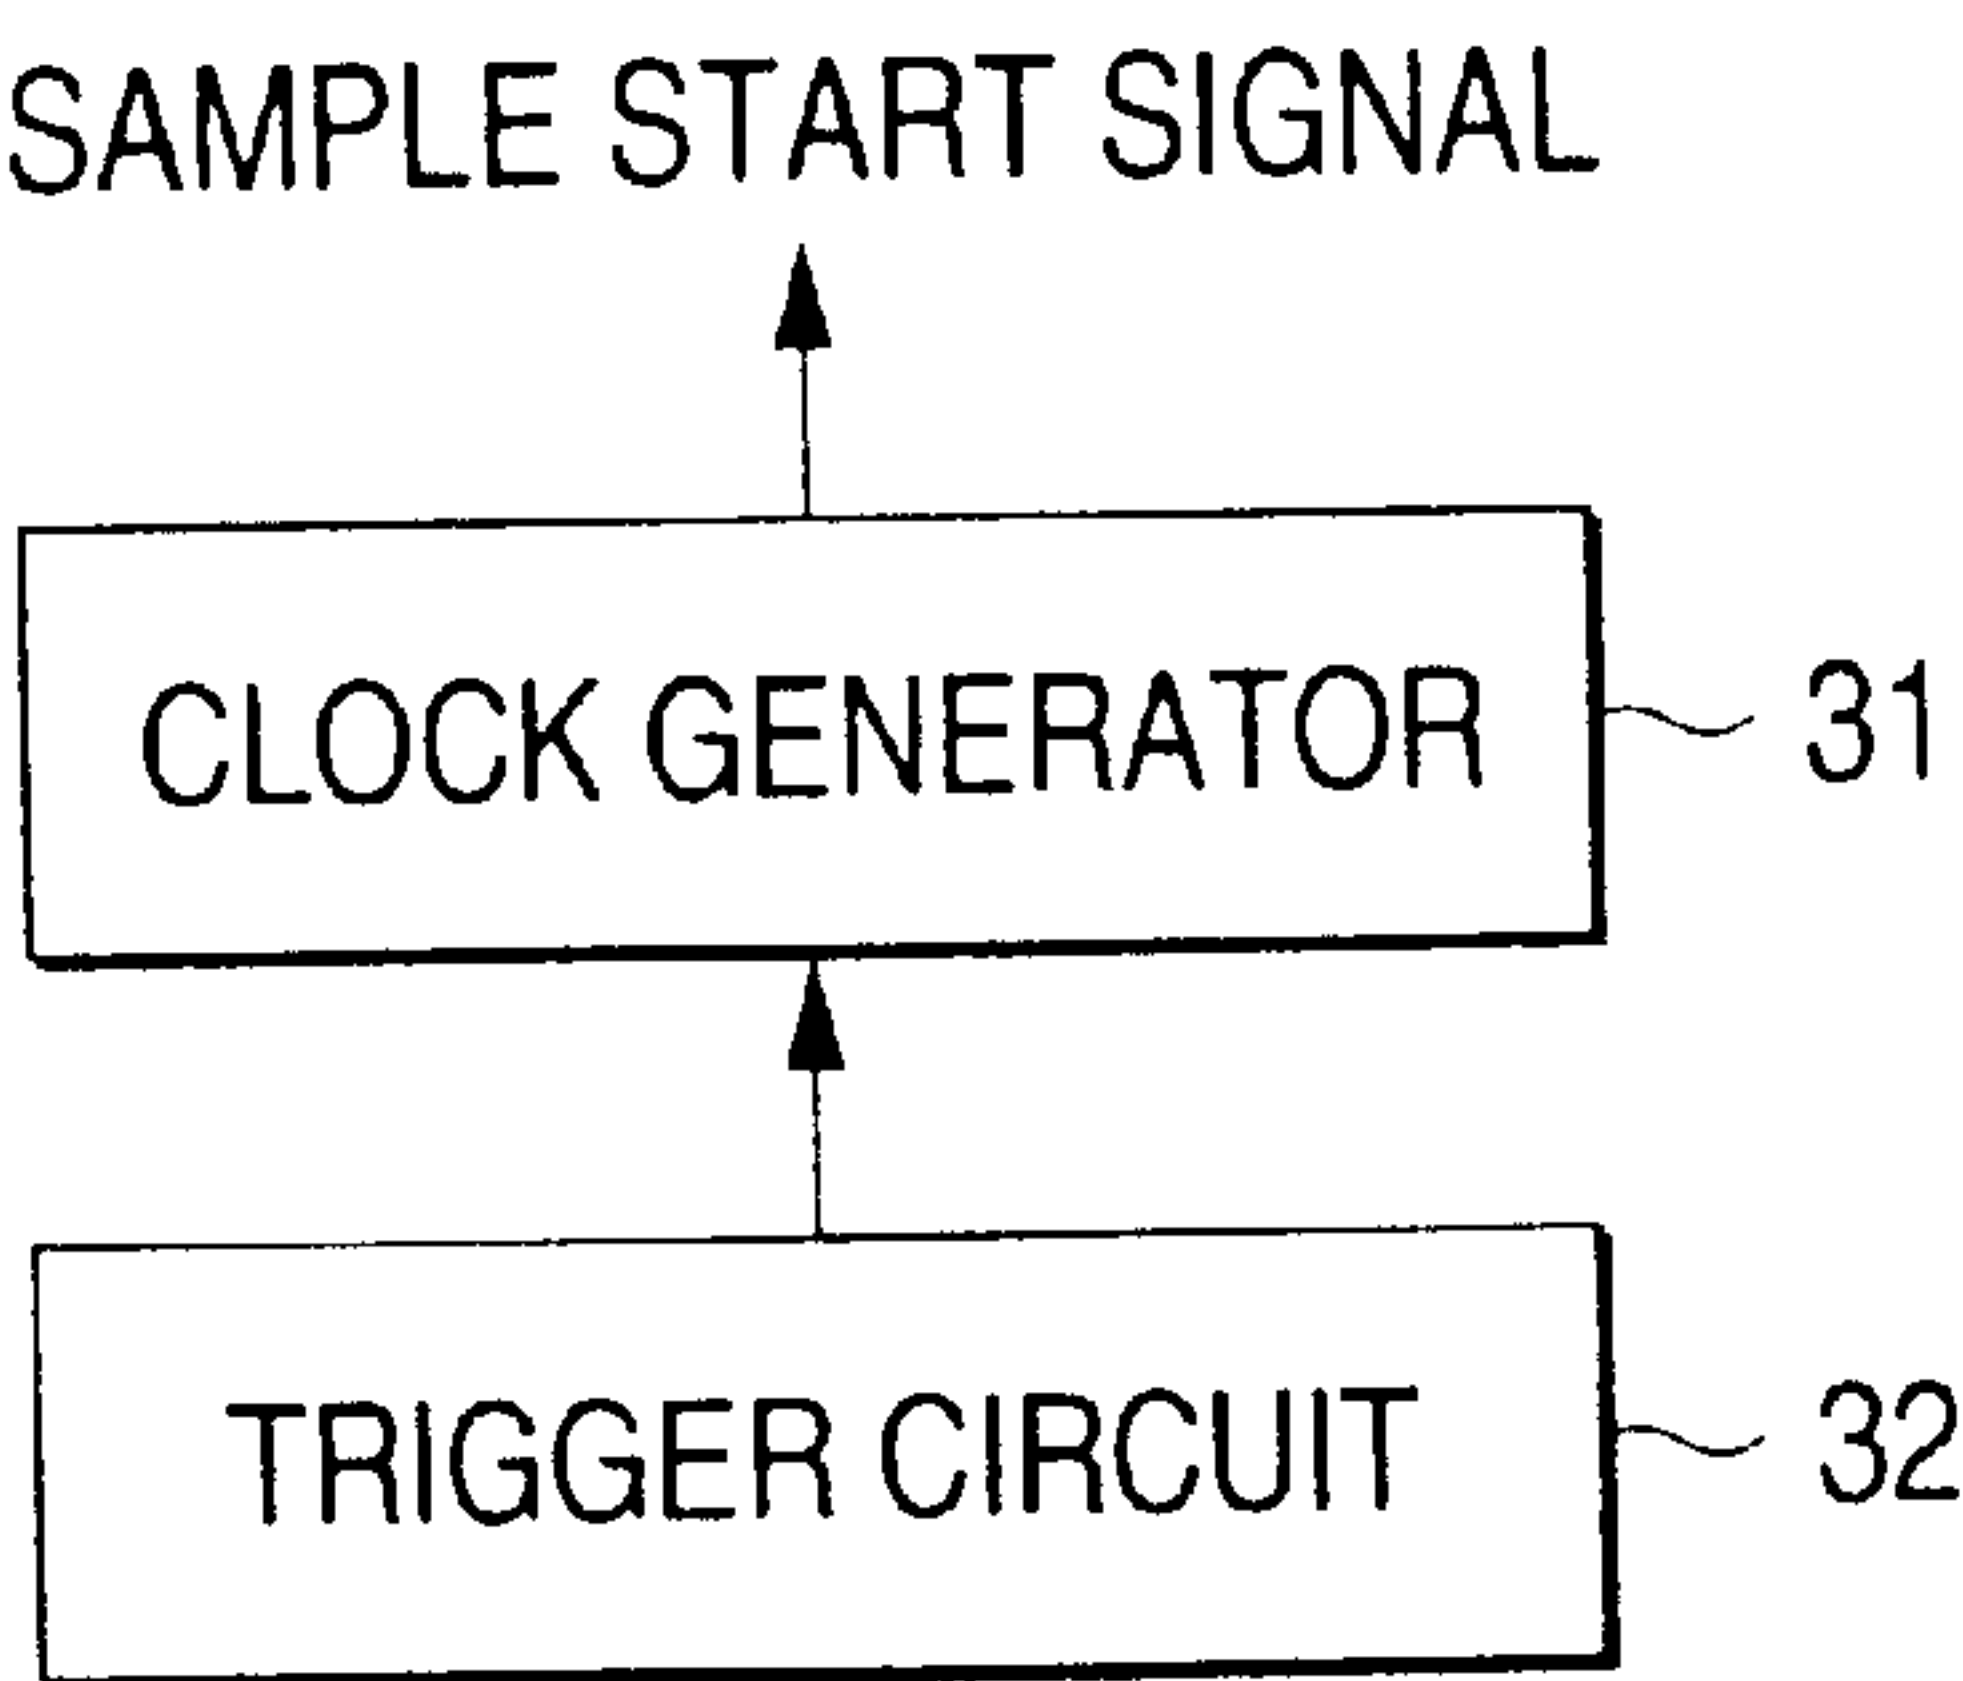 SAMPLE START SIGNAL
CLOCK GENERATOR
31
TRIGGER CIRCUIT
32